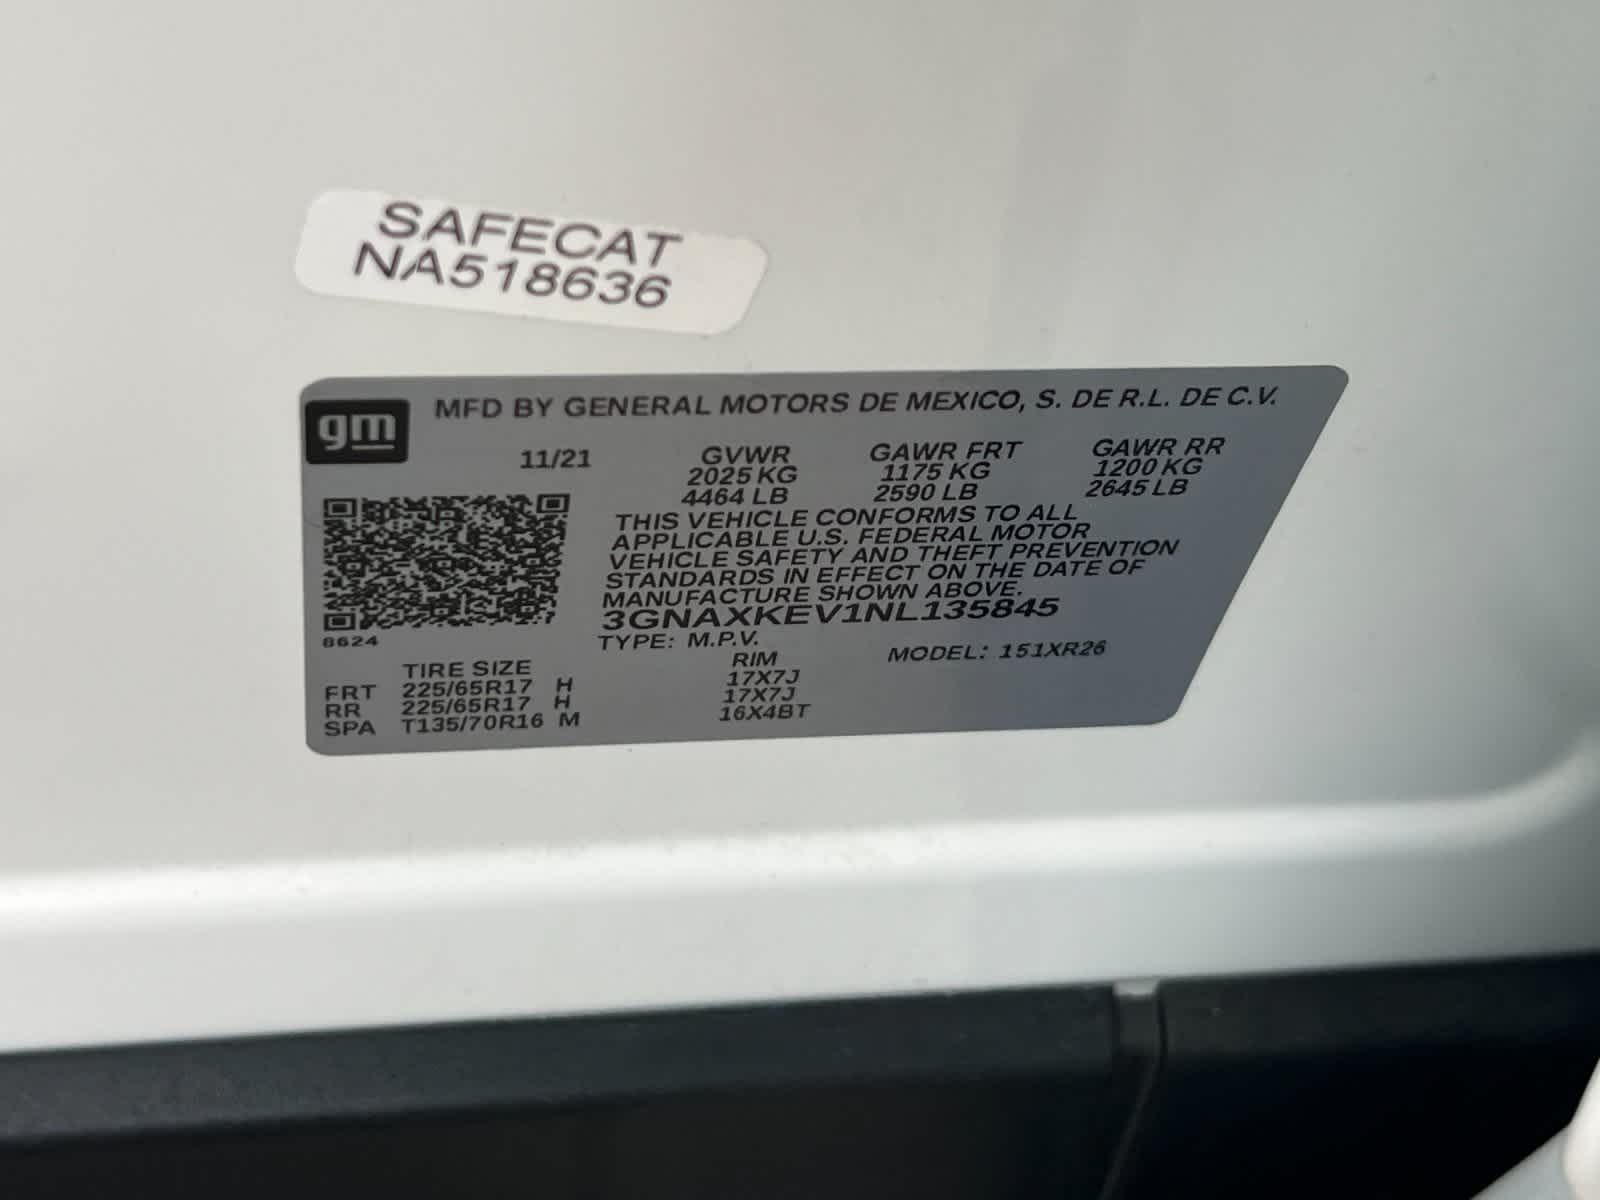 SAFECAT
NA518636
gm MFD BY GENERAL MOTORS DE MEXICO, S. DE R.L. DE C.V.
11/21 GVWR GAWR FRT GAWR RR
2025 KG 1175 KG 1200 KG
4464 LB 2590 LB 2645 LB
THIS VEHICLE CONFORMS TO ALL
APPLICABLE U.S. FEDERAL MOTOR
VEHICLE SAFETY AND THEFT PREVENTION
STANDARDS IN EFFECT ON THE DATE OF
MANUFACTURE SHOWN ABOVE.
3GNAXKEV1NL135845
8624 TYPE: M.P.V. MODEL: 151XR26
TIRE SIZE RIM
FRT 225/65R17 H 17X7J
RR 225/65R17 H 17X7J
SPA T135/70R16 M 16X4BT